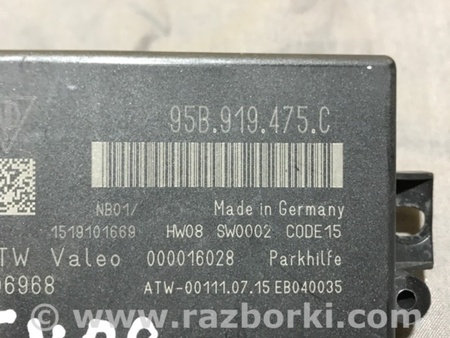 95B.919.475.C
NB01/ Made in Germany
1519101669 HW08 SW0002 CODE15
TW Valeo 000016028 Parkhilfe
06968 ATW-00111.07.15 EB040035
© www.razborki.com/